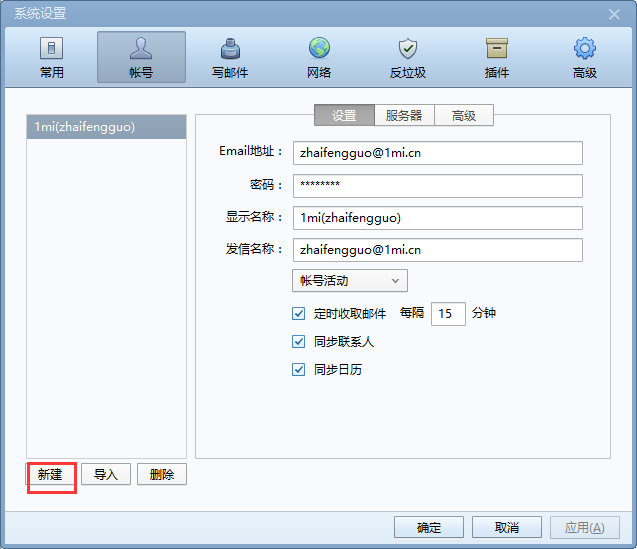 系统设置
常用 帐号 写邮件 网络 反垃圾 插件 高级
1mi(zhaifengguo)
设置 服务器 高级
Email地址： zhaifengguo@1mi.cn
密码： ********
显示名称： 1mi(zhaifengguo)
发信名称： zhaifengguo@1mi.cn
帐号活动
定时收取邮件 每隔 15 分钟
同步联系人
同步日历
新建 导入 删除
确定 取消 应用(A)